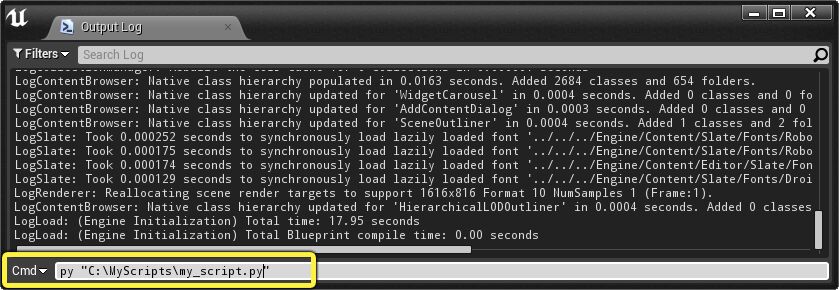 Output Log
Filters
Search Log
LogContentBrowser: Native class hierarchy populated in 0.0163 seconds. Added 2684 classes and 654 folders.
LogContentBrowser: Native class hierarchy updated for 'WidgetCarousel' in 0.0004 seconds. Added 0 classes and 0 fo
LogContentBrowser: Native class hierarchy updated for 'AddContentDialog' in 0.0003 seconds. Added 0 classes and 0
LogContentBrowser: Native class hierarchy updated for 'SceneOutliner' in 0.0004 seconds. Added 1 classes and 2 fol
LogSlate: Took 0.000252 seconds to synchronously load lazily loaded font '../../../Engine/Content/Slate/Fonts/Robo
LogSlate: Took 0.000175 seconds to synchronously load lazily loaded font '../../../Engine/Content/Slate/Fonts/Robo
LogSlate: Took 0.000174 seconds to synchronously load lazily loaded font '../../../Engine/Content/Editor/Slate/Fon
LogSlate: Took 0.000129 seconds to synchronously load lazily loaded font '../../../Engine/Content/Slate/Fonts/Droi
LogRenderer: Reallocating scene render targets to support 1616x816 Format 10 NumSamples 1 (Frame:1).
LogContentBrowser: Native class hierarchy updated for 'HierarchicalLODOutliner' in 0.0004 seconds. Added 0 classes
LogLoad: (Engine Initialization) Total time: 17.95 seconds
LogLoad: (Engine Initialization) Total Blueprint compile time: 0.00 seconds
Cmd py "C:\MyScripts\my_script.py"